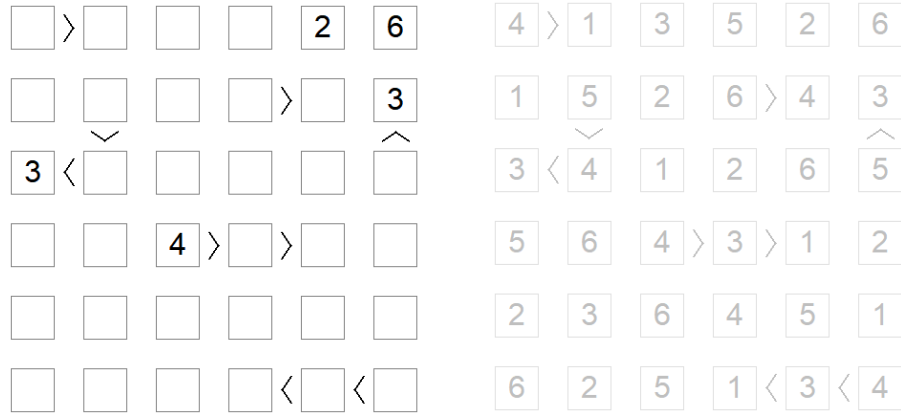 > 2 6 4 > 1 3 5 2 6
> 3 1 5 2 6 > 4 3
3 < 3 < 4 1 2 6 5
4 > > 5 6 4 > 3 > 1 2
2 3 6 4 5 1
< < 6 2 5 1 < 3 < 4